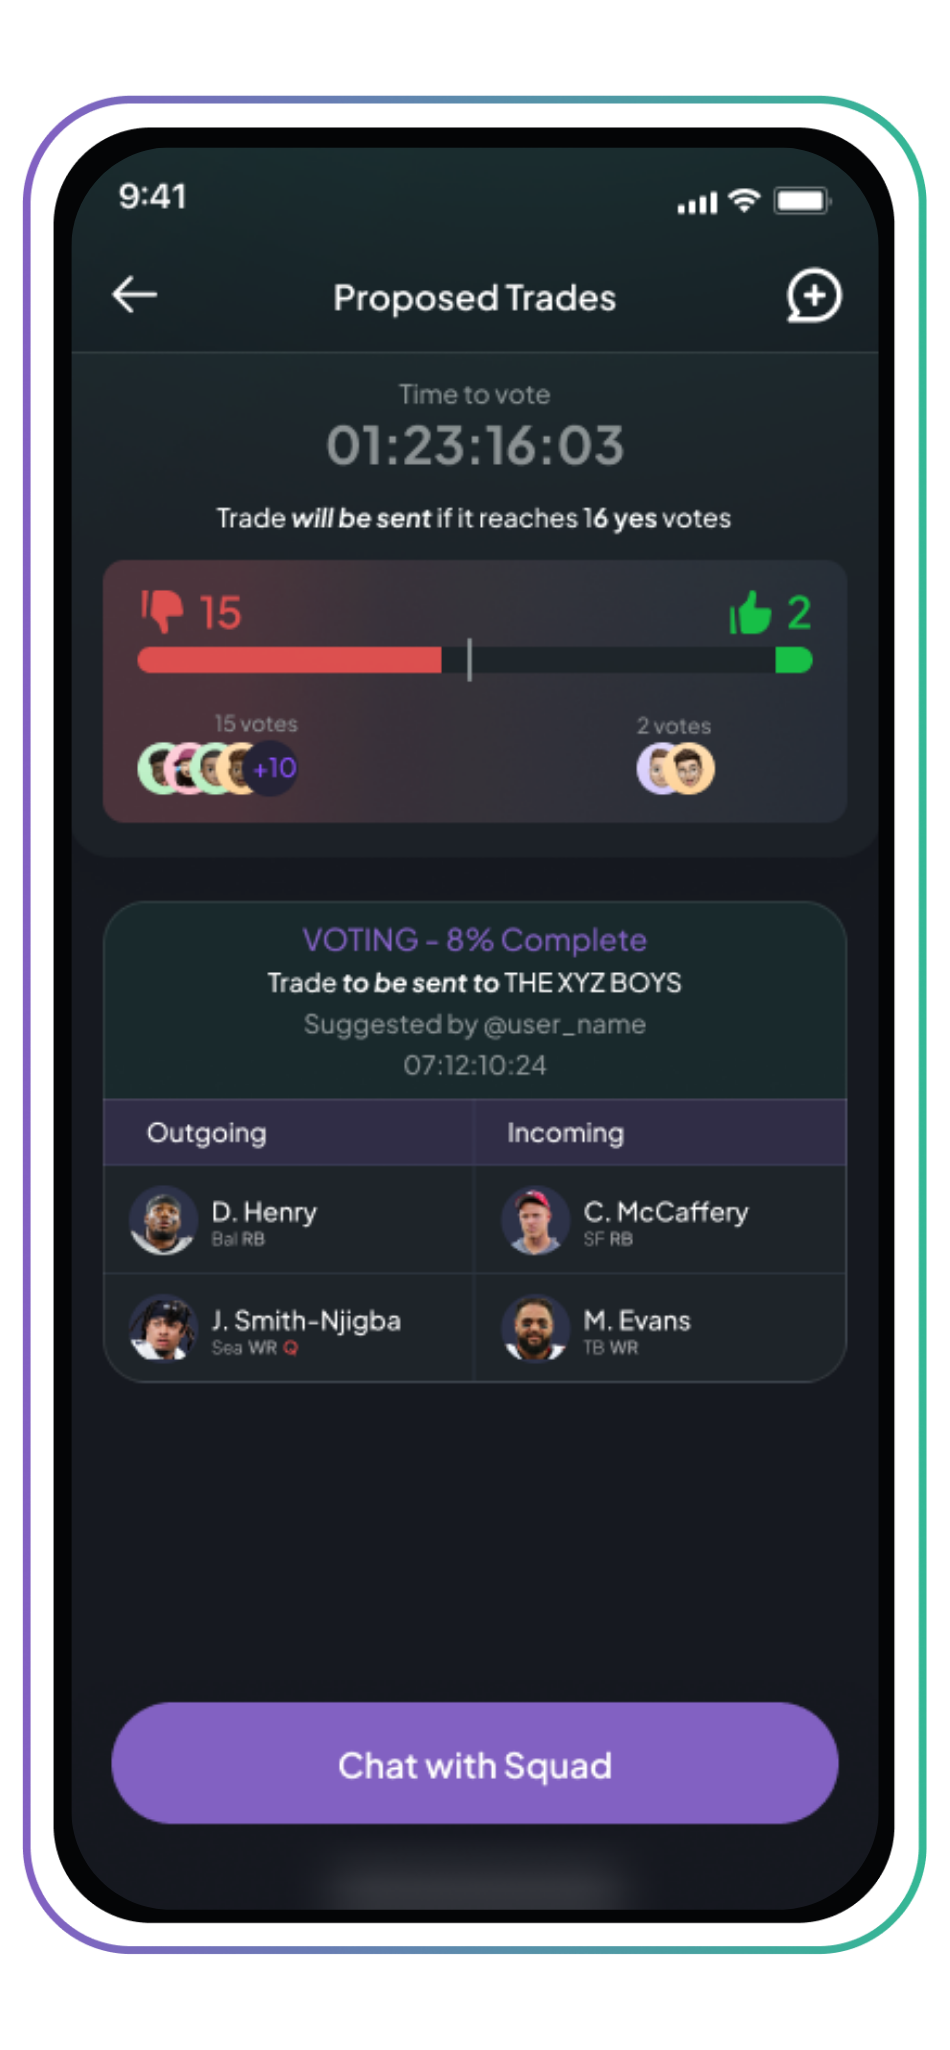 9:41
Proposed Trades
Time to vote
01:23:16:03
Trade will be sent if it reaches 16 yes votes
15
2
15 votes
2 votes
+10
VOTING - 8% Complete
Trade to be sent to THE XYZ BOYS
Suggested by @user_name
07:12:10:24
Outgoing
Incoming
D. Henry
Bal RB
C. McCaffery
SF RB
J. Smith-Njigba
Sea WR Q
M. Evans
TB WR
Chat with Squad